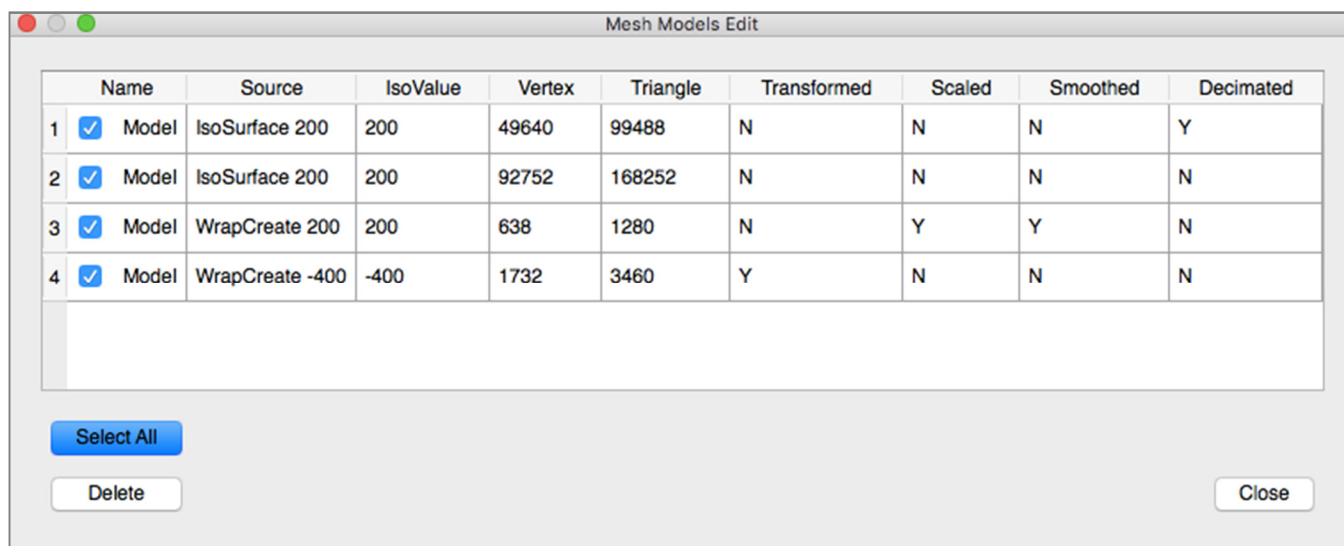 Mesh Models Edit
Name Source IsoValue Vertex Triangle Transformed Scaled Smoothed Decimated
1 Model IsoSurface 200 200 49640 99488 N N N Y
2 Model IsoSurface 200 200 92752 168252 N N N N
3 Model WrapCreate 200 200 638 1280 N Y Y N
4 Model WrapCreate -400 -400 1732 3460 Y N N N
Select All
Delete Close